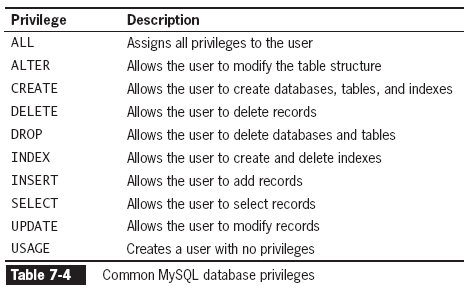 Privilege Description
ALL Assigns all privileges to the user
ALTER Allows the user to modify the table structure
CREATE Allows the user to create databases, tables, and indexes
DELETE Allows the user to delete records
DROP Allows the user to delete databases and tables
INDEX Allows the user to create and delete indexes
INSERT Allows the user to add records
SELECT Allows the user to select records
UPDATE Allows the user to modify records
USAGE Creates a user with no privileges
Table 7-4 Common MySQL database privileges